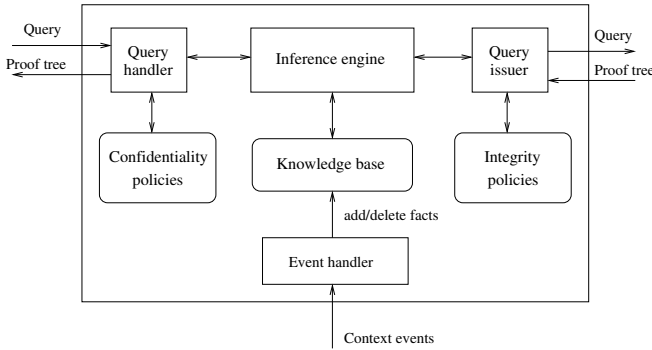 Query
Proof tree
Query
handler
Inference engine
Query
issuer
Query
Proof tree
Confidentiality
policies
Knowledge base
Integrity
policies
add/delete facts
Event handler
Context events